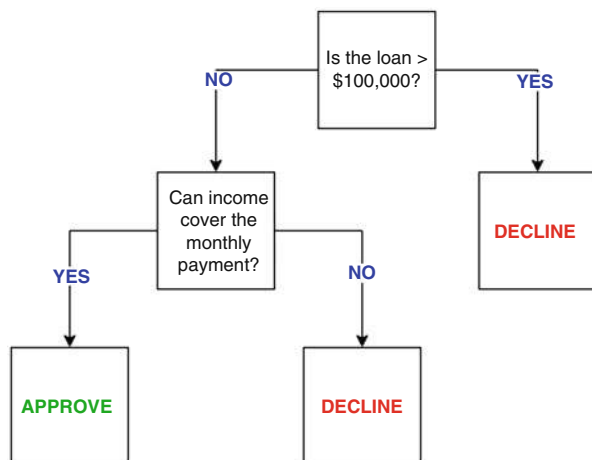 Is the loan >
$100,000?
NO
YES
Can income
cover the
monthly
payment?
DECLINE
YES
NO
APPROVE
DECLINE